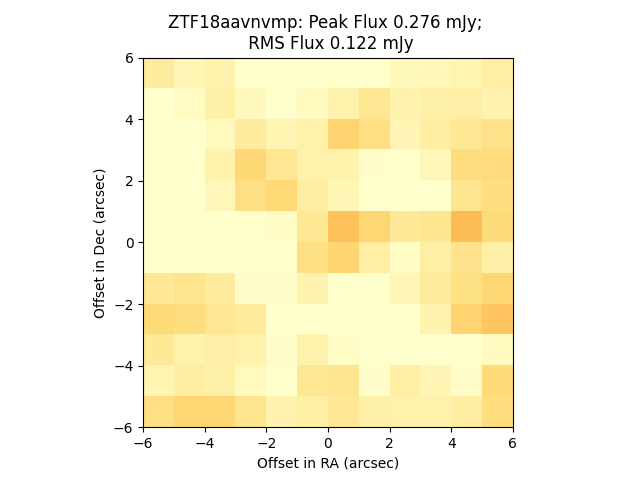 ZTF18aavnvmp: Peak Flux 0.276 mJy;
RMS Flux 0.122 mJy
6
4
2
0
−2
−4
−6
Offset in Dec (arcsec)
−6 −4 −2 0 2 4 6
Offset in RA (arcsec)